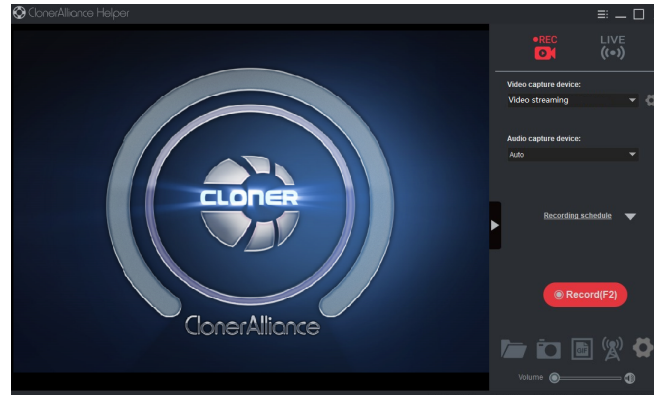 ClonerAlliance Helper
REC
LIVE
Video capture device:
Video streaming
Audio capture device:
Auto
CLONER
Recording schedule
Record(F2)
ClonerAlliance
GIF
Volume